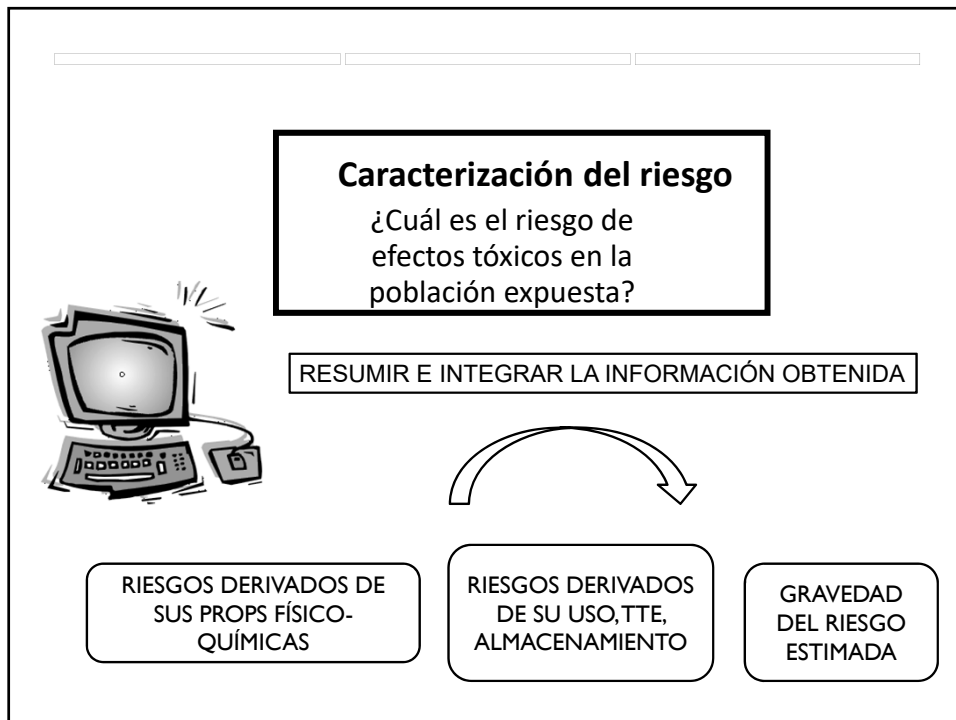 Caracterización del riesgo
¿Cuál es el riesgo de
efectos tóxicos en la
población expuesta?
RESUMIR E INTEGRAR LA INFORMACIÓN OBTENIDA
RIESGOS DERIVADOS DE
SUS PROPS FÍSICO-
QUÍMICAS
RIESGOS DERIVADOS
DE SU USO, TTE,
ALMACENAMIENTO
GRAVEDAD
DEL RIESGO
ESTIMADA